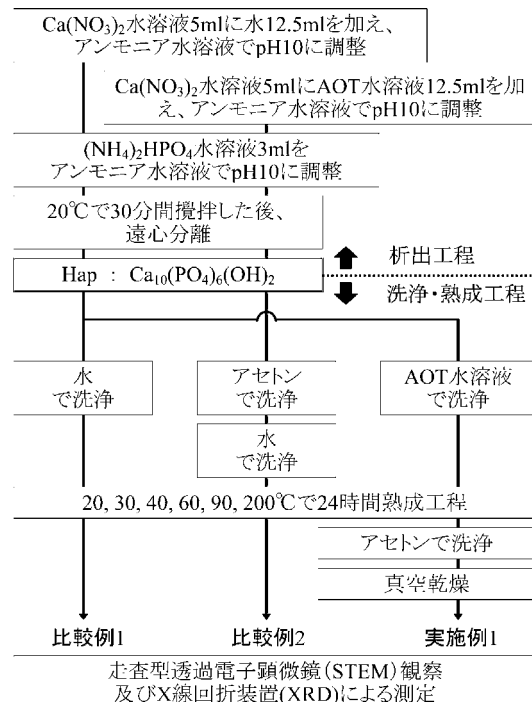 Ca(NO₃)₂水溶液5mlに水12.5mlを加え、
アンモニア水溶液でpH10に調整
Ca(NO₃)₂水溶液5mlにAOT水溶液12.5mlを加
え、アンモニア水溶液でpH10に調整
(NH₄)₂HPO₄水溶液3mlを
アンモニア水溶液でpH10に調整
20℃で30分間攪拌した後、
遠心分離
析出工程
Hap : Ca₁₀(PO₄)₆(OH)₂
洗浄・熟成工程
水
で洗浄
アセトン
で洗浄
AOT水溶液
で洗浄
水
で洗浄
20, 30, 40, 60, 90, 200℃で24時間熟成工程
アセトンで洗浄
真空乾燥
比較例1
比較例2
実施例1
走査型透過電子顕微鏡(STEM)観察
及びX線回折装置(XRD)による測定